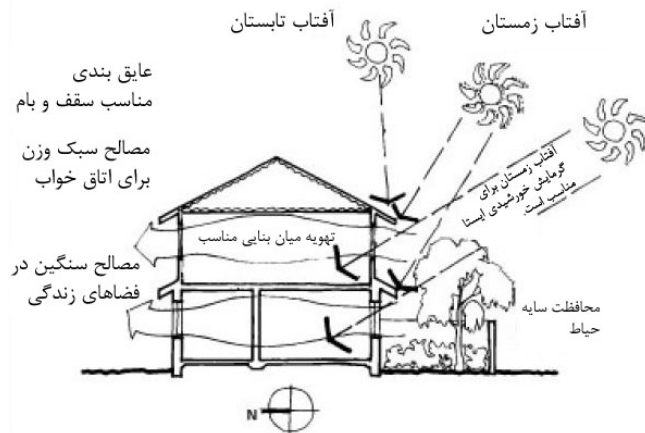 آفتاب زمستان
آفتاب تابستان
عایق بندی
مناسب سقف و بام
مصالح سبک وزن
برای اتاق خواب
آفتاب زمستان برای
گرمایش خورشیدی ایستا
مناسب است.
تهویه میان بنایی مناسب
مصالح سنگین در
فضاهای زندگی
محافظت سایه
حیاط
N